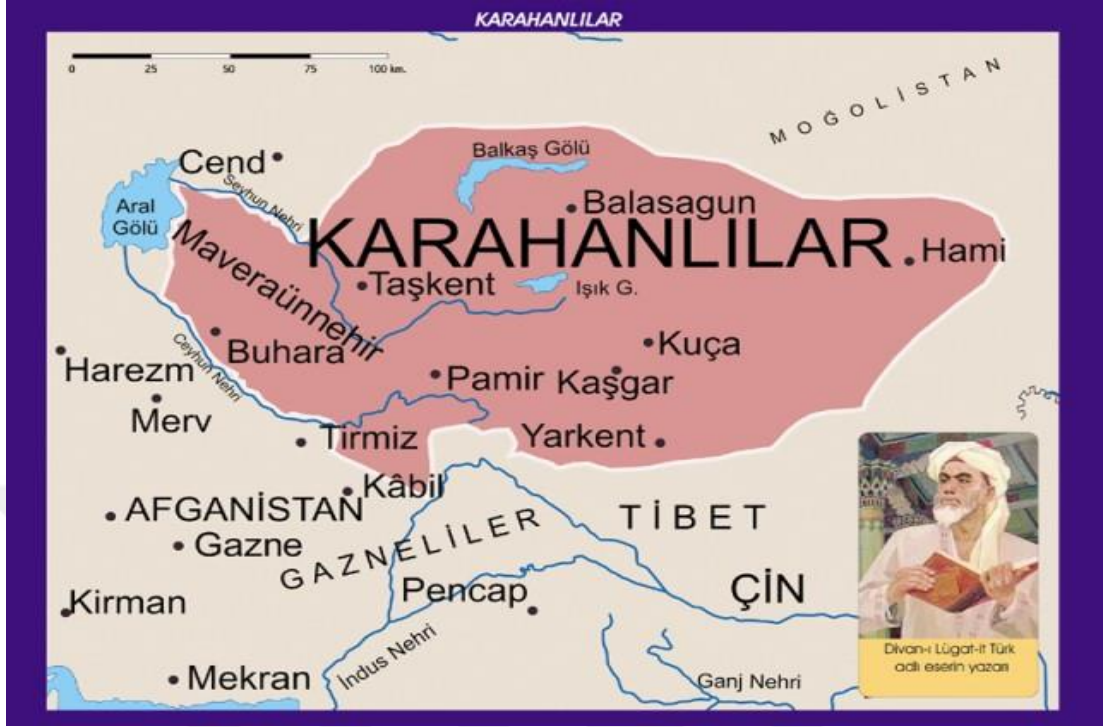 KARAHANLILAR
0 25 50 75 100 km.
MOĞOLİSTAN
Cend
Balkaş Gölü
Seyhun Nehri
Aral
Gölü
Balasagun
KARAHANLILAR
Hami
Maveraünnehir
Taşkent
Işık G.
Buhara
Ceyhun Nehri
Kuça
Harezm
Pamir
Kaşgar
Merv
Tirmiz
Yarkent
Kâbil
AFGANİSTAN
GAZNELİLER
TİBET
Gazne
Pencap
ÇİN
Kirman
İndus Nehri
Mekran
Ganj Nehri
Divan-ı Lügat-it Türk
adlı eserin yazarı